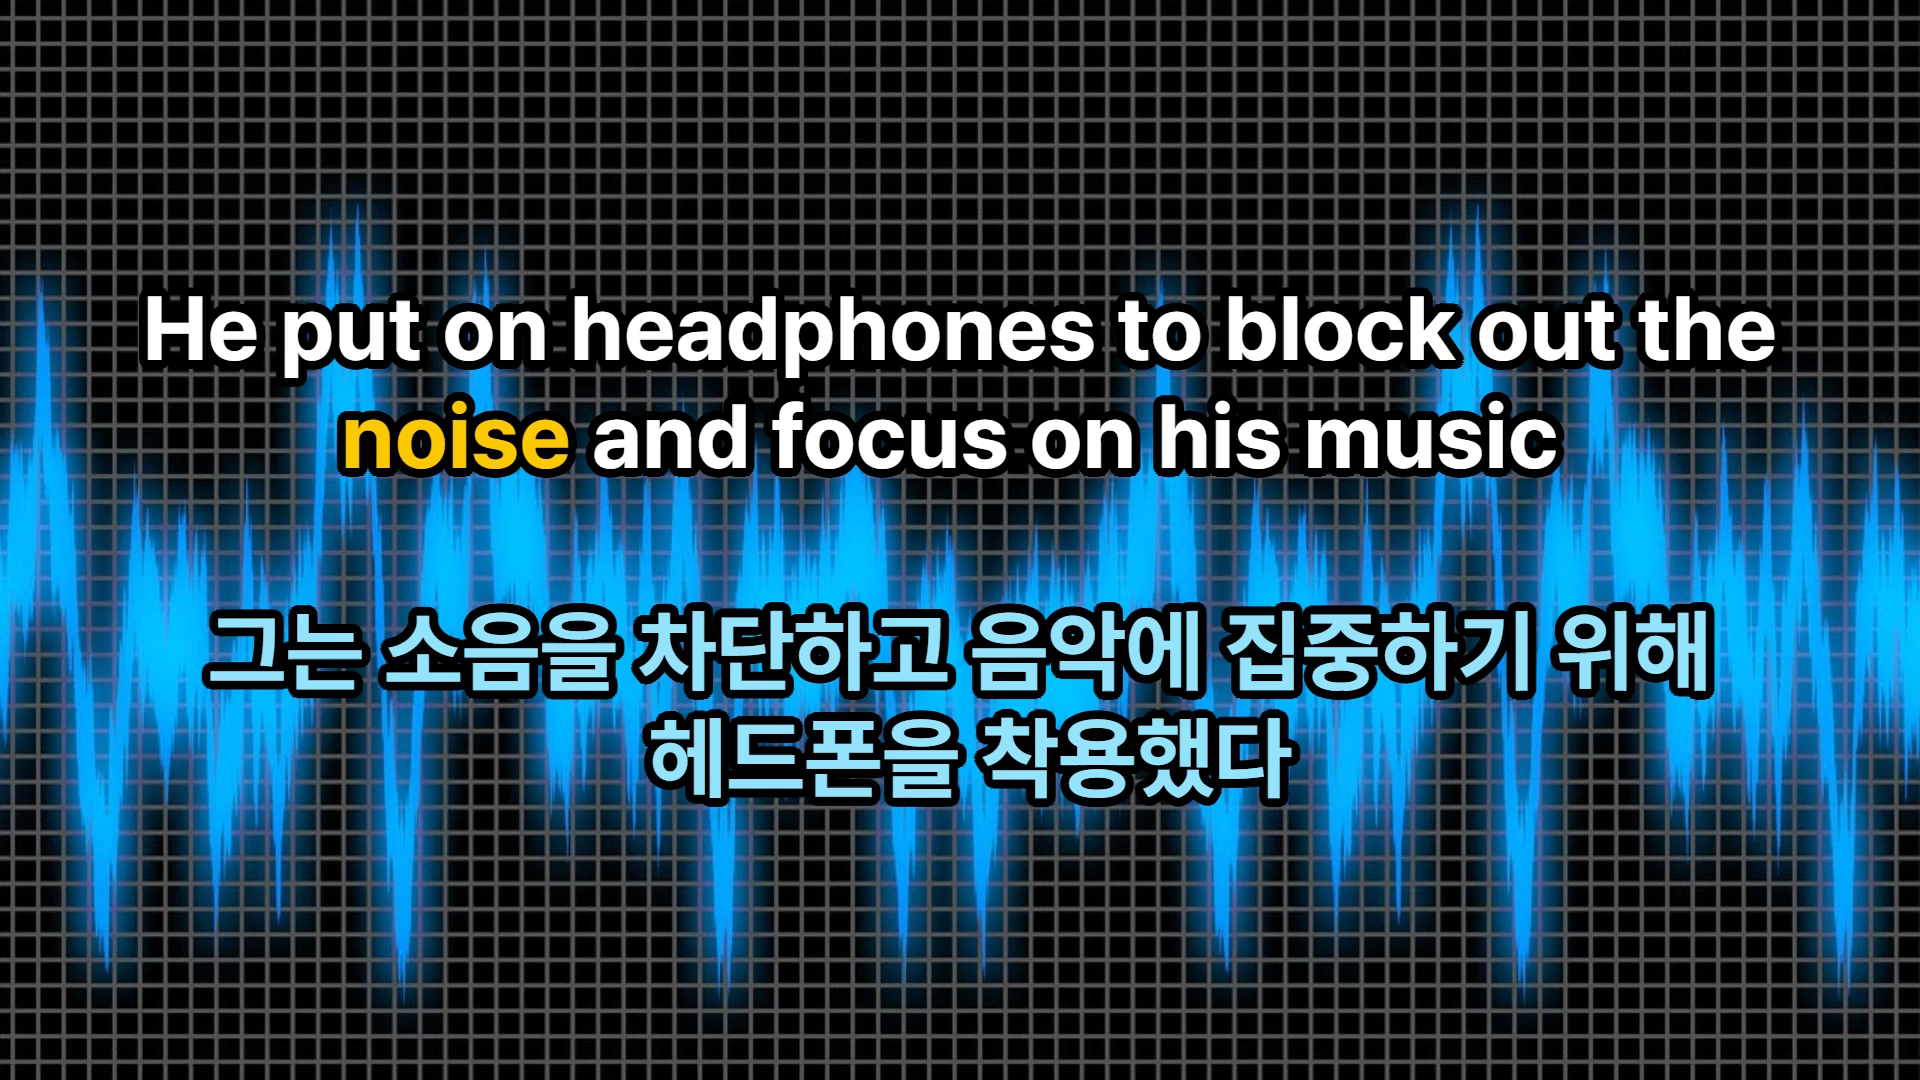 He put on headphones to block out the
noise and focus on his music
그는 소음을 차단하고 음악에 집중하기 위해
헤드폰을 착용했다